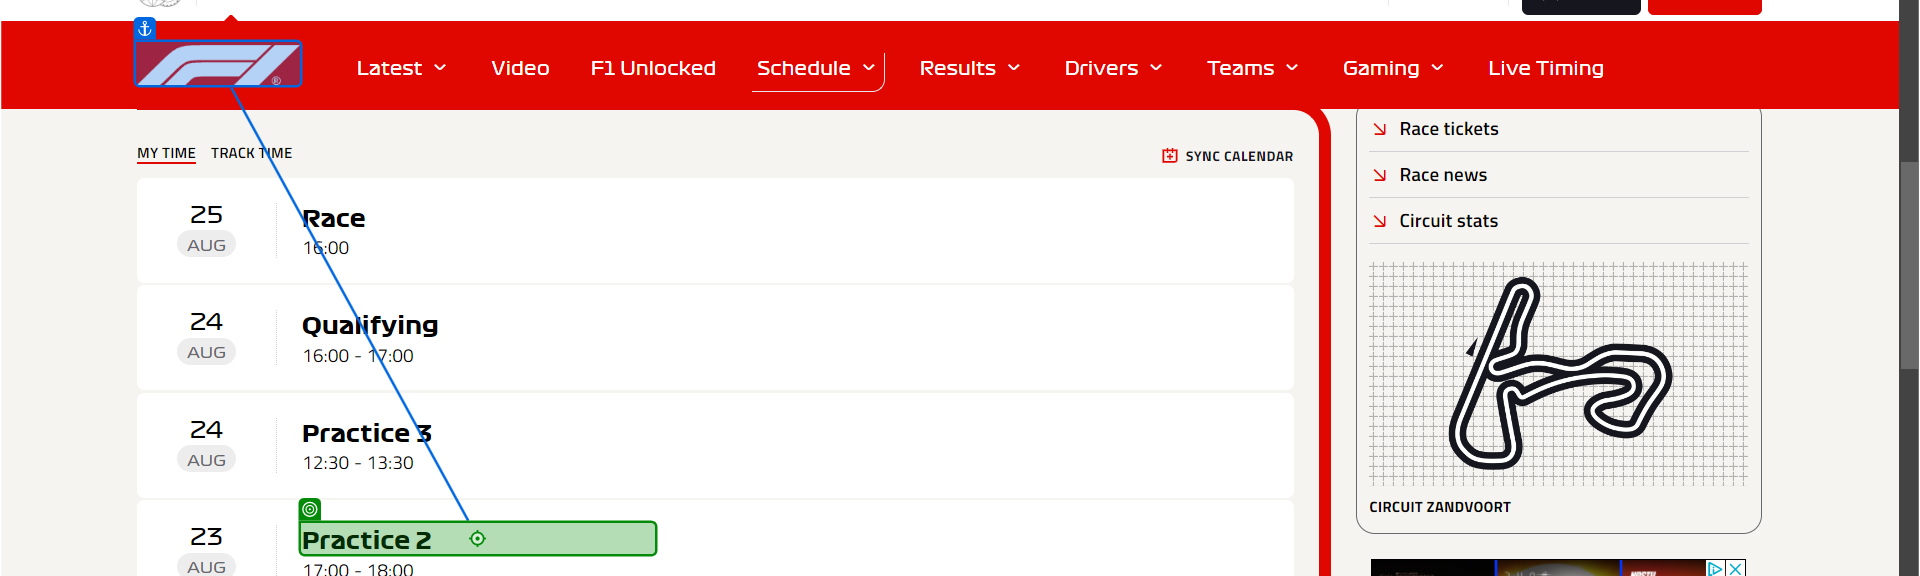 F1®
Latest
Video
F1 Unlocked
Schedule
Results
Drivers
Teams
Gaming
Live Timing
MY TIME
TRACK TIME
SYNC CALENDAR
25
AUG
Race
16:00
24
AUG
Qualifying
16:00 - 17:00
24
AUG
Practice 3
12:30 - 13:30
23
AUG
Practice 2
17:00 - 18:00
Race tickets
Race news
Circuit stats
CIRCUIT ZANDVOORT